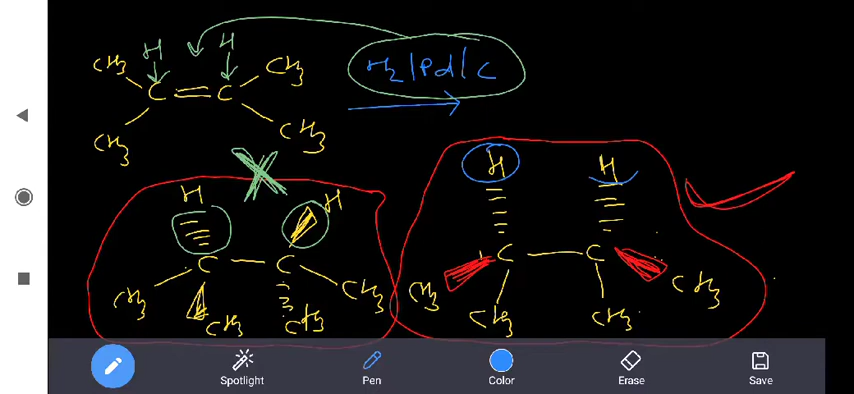 H H
CH3 CH3
C = C
CH3 CH3
H2 | Pd | C
H H
C - C
CH3 CH3 CH3 CH3
H H
C - C
CH3 CH3
CH3 CH3
Spotlight Pen Color Erase Save